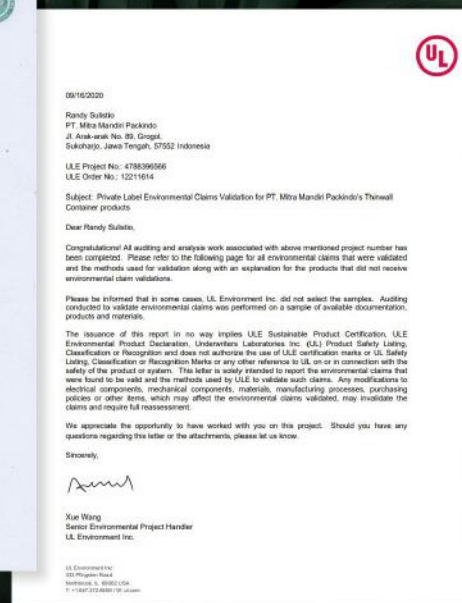 UL
09/16/2020
Randy Sulistio
PT. Mitra Mandiri Packindo
Jl. Arak-arak No. 89, Grogol,
Sukoharjo, Jawa Tengah, 57552 Indonesia
ULE Project No.: 4788396566
ULE Order No.: 12211614
Subject: Private Label Environmental Claims Validation for PT. Mitra Mandiri Packindo's Thinwall
Container products
Dear Randy Sulistio,
Congratulations! All auditing and analysis work associated with above mentioned project number has
been completed. Please refer to the following page for all environmental claims that were validated
and the methods used for validation along with an explanation for the products that did not receive
environmental claim validations.
Please be informed that in some cases, UL Environment Inc. did not select the samples. Auditing
conducted to validate environmental claims was performed on a sample of available documentation,
products and materials.
The issuance of this report in no way implies ULE Sustainable Product Certification, ULE
Environmental Product Declaration, Underwriters Laboratories Inc. (UL) Product Safety Listing,
Classification or Recognition and does not authorize the use of ULE certification marks or UL Safety
Listing, Classification or Recognition Marks or any other reference to UL on or in connection with the
safety of the product or system. This letter is solely intended to report the environmental claims that
were found to be valid and the methods used by ULE to validate such claims. Any modifications to
electrical components, mechanical components, materials, manufacturing processes, purchasing
policies or other items, which may affect the environmental claims validated, may invalidate the
claims and require full reassessment.
We appreciate the opportunity to have worked with you on this project. Should you have any
questions regarding this letter or the attachments, please let us know.
Sincerely,
Xue Wang
Senior Environmental Project Handler
UL Environment Inc.
UL Environment Inc
333 Pfingsten Road
Northbrook, IL 60062 USA